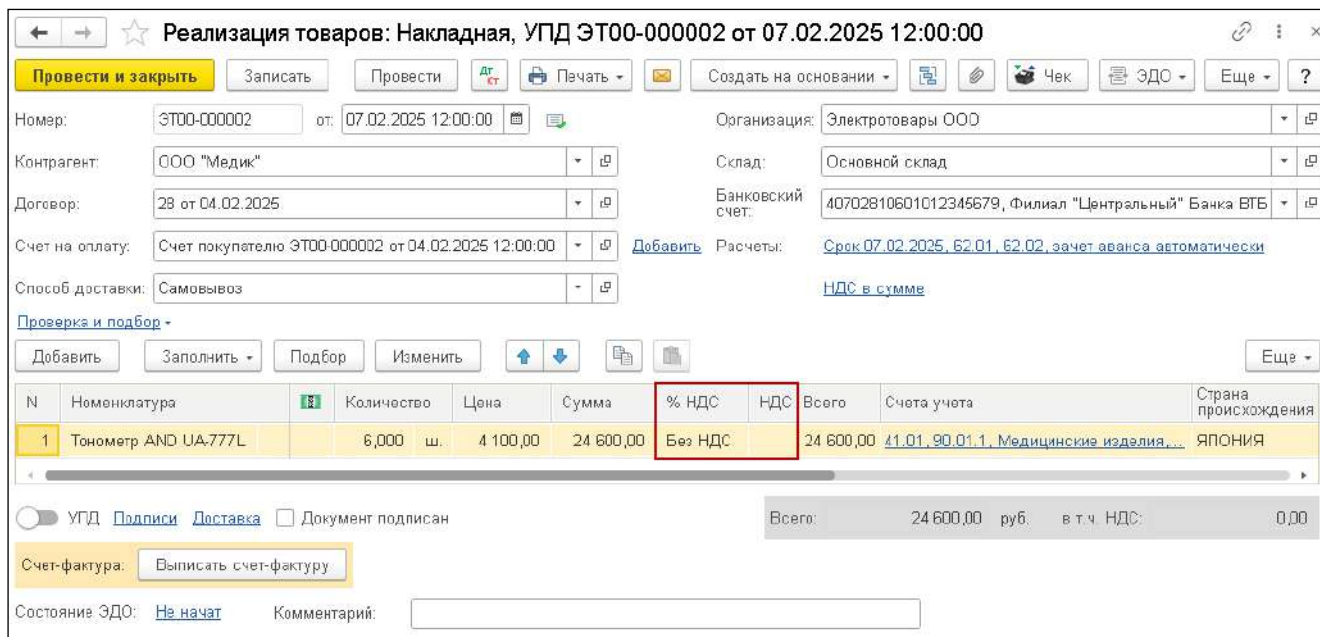 Реализация товаров: Накладная, УПД ЭТ00-000002 от 07.02.2025 12:00:00
Провести и закрыть Записать Провести Дт Кт Печать Создать на основании Чек ЭДО Еще ?
Номер: ЭТ00-000002 от: 07.02.2025 12:00:00 Организация: Электротовары ООО
Контрагент: ООО "Медик" Склад: Основной склад
Договор: 28 от 04.02.2025 Банковский счет: 40702810601012345679, Филиал "Центральный" Банка ВТБ
Счет на оплату: Счет покупателю ЭТ00-000002 от 04.02.2025 12:00:00 Добавить Расчеты: Срок 07.02.2025, 62.01, 62.02, зачет аванса автоматически
Способ доставки: Самовывоз НДС в сумме
Проверка и подбор
Добавить Заполнить Подбор Изменить Еще
N Номенклатура Количество Цена Сумма % НДС НДС Всего Счета учета Страна происхождения
1 Тонометр AND UA-777L 6,000 ш. 4 100,00 24 600,00 Без НДС 24 600,00 41.01, 90.01.1, Медицинские изделия,... ЯПОНИЯ
УПД Подписи Доставка Документ подписан Всего: 24 600,00 руб. в т.ч. НДС: 0,00
Счет-фактура: Выписать счет-фактуру
Состояние ЭДО: Не начат Комментарий: